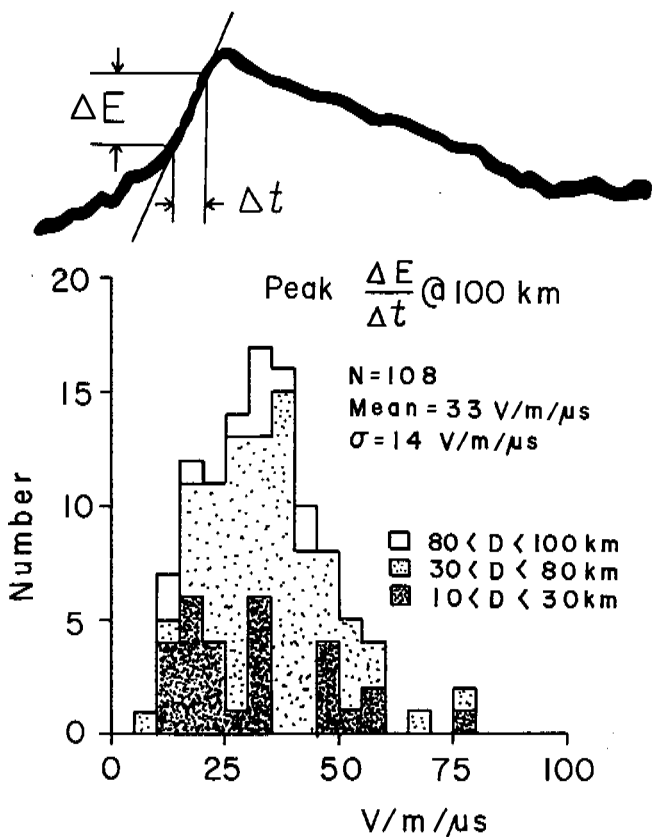 ΔE
Δt
Peak ΔE/Δt @ 100 km
N = 108
Mean = 33 V/m/μs
σ = 14 V/m/μs
80 < D < 100 km
30 < D < 80 km
10 < D < 30 km
Number
20
15
10
5
0
0 25 50 75 100
V/m/μs